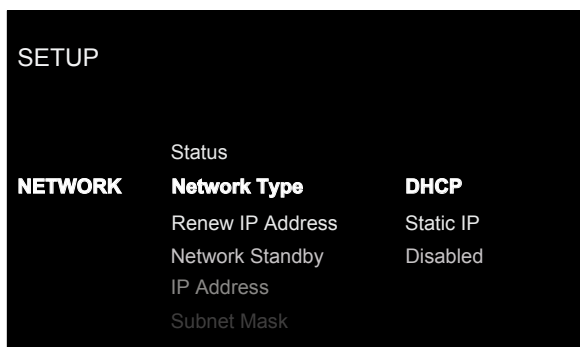 SETUP
Status
NETWORK Network Type DHCP
Renew IP Address Static IP
Network Standby Disabled
IP Address
Subnet Mask